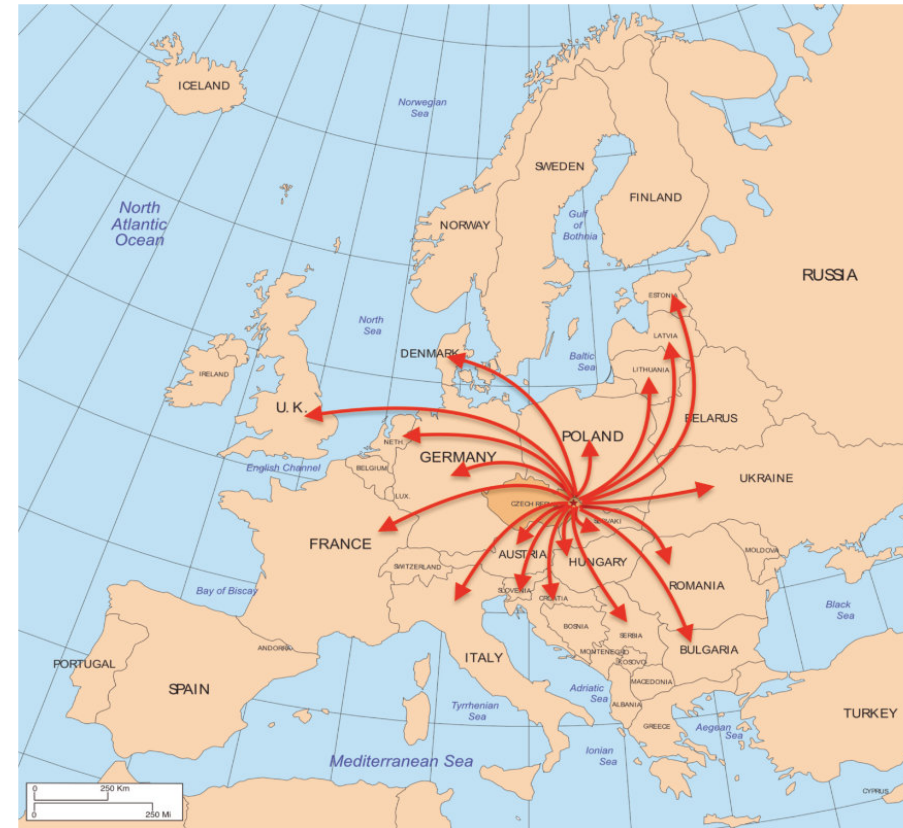 ICELAND
Norwegian
Sea
SWEDEN
FINLAND
North
Atlantic
Ocean
NORWAY
Gulf
of
Bothnia
RUSSIA
ESTONIA
North
Sea
LATVIA
DENMARK
Baltic
Sea
LITHUANIA
IRELAND
U. K.
BELARUS
POLAND
NETH.
GERMANY
English Channel
BELGIUM
UKRAINE
LUX.
CZECH REP
SLOVAKI
FRANCE
AUSTRIA
MOLDOVA
HUNGARY
SWITZERLAND
ROMANIA
Bay of Biscay
SLOVENIA
CROATIA
Black
Sea
BOSNIA
SERBIA
ANDORRA
ITALY
MONTENEGRO
BULGARIA
KOSOVO
PORTUGAL
SPAIN
MACEDONIA
Adriatic
Sea
ALBANIA
Tyrrhenian
Sea
TURKEY
GREECE
Aegean
Sea
Ionian
Sea
Mediterranean Sea
0 250 Km
0 250 Mi
CYPRUS